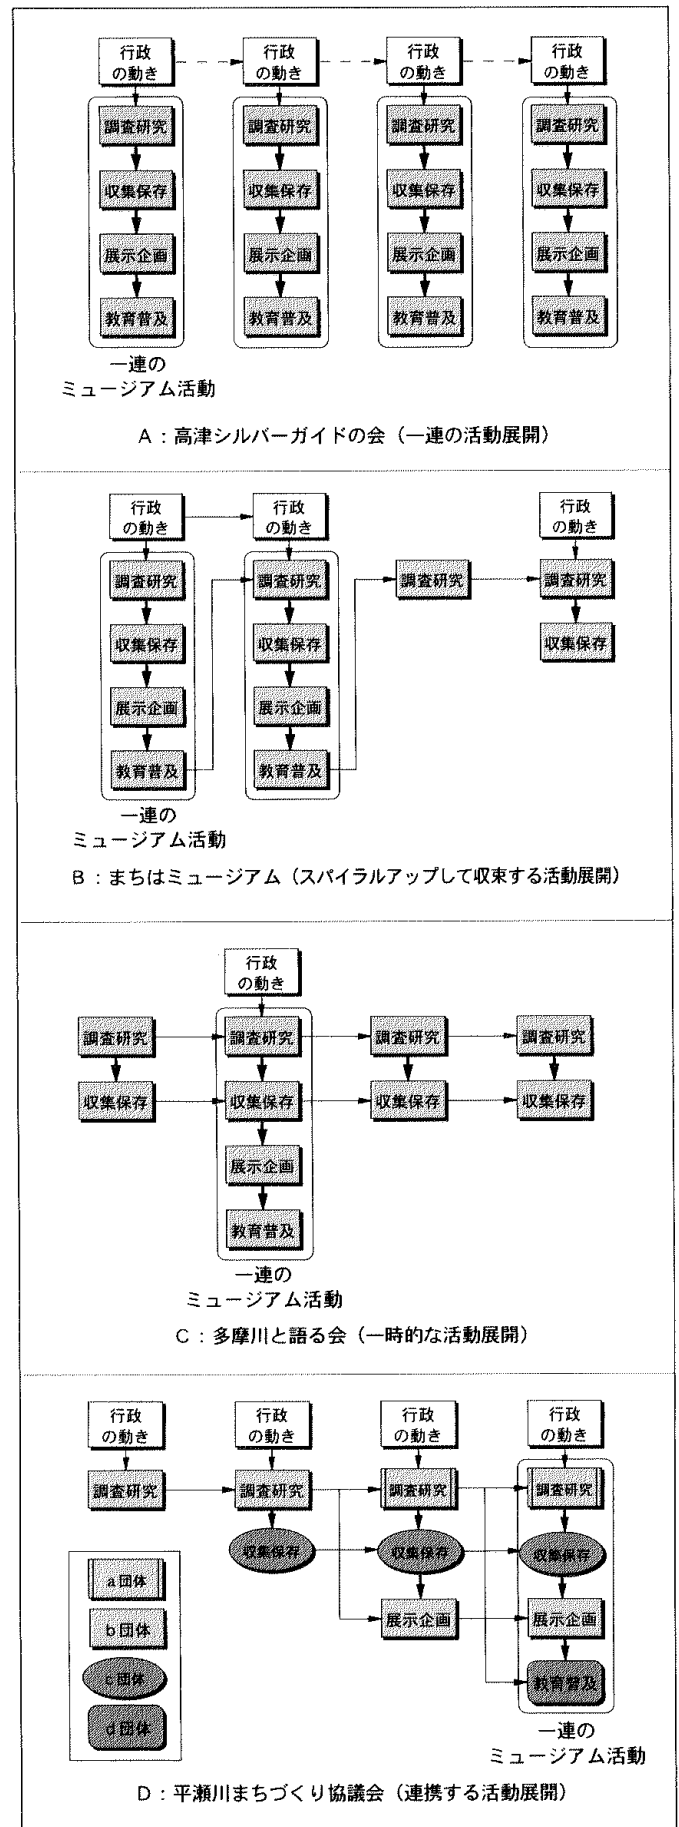 行政
の動き
行政
の動き
行政
の動き
行政
の動き
調査研究
調査研究
調査研究
調査研究
収集保存
収集保存
収集保存
収集保存
展示企画
展示企画
展示企画
展示企画
教育普及
教育普及
教育普及
教育普及
一連の
ミュージアム活動
A：高津シルバーガイドの会（一連の活動展開）
行政
の動き
行政
の動き
行政
の動き
調査研究
調査研究
調査研究
調査研究
収集保存
収集保存
収集保存
展示企画
展示企画
教育普及
教育普及
一連の
ミュージアム活動
B：まちはミュージアム（スパイラルアップして収束する活動展開）
行政
の動き
調査研究
調査研究
調査研究
調査研究
収集保存
収集保存
収集保存
収集保存
展示企画
教育普及
一連の
ミュージアム活動
C：多摩川と語る会（一時的な活動展開）
行政
の動き
行政
の動き
行政
の動き
行政
の動き
調査研究
調査研究
調査研究
調査研究
収集保存
収集保存
収集保存
展示企画
展示企画
教育普及
a団体
b団体
c団体
d団体
一連の
ミュージアム活動
D：平瀬川まちづくり協議会（連携する活動展開）